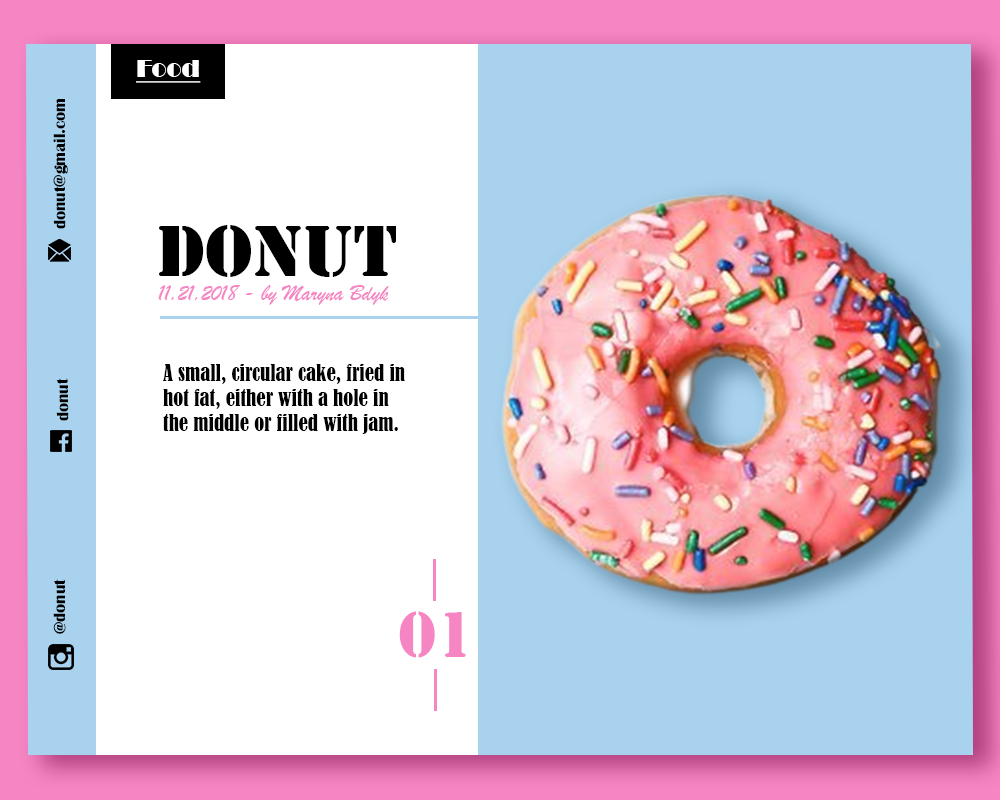 Food
donut@gmail.com
donut
@donut
DONUT
11.21.2018 - by Maryna Bdyk
A small, circular cake, fried in
hot fat, either with a hole in
the middle or filled with jam.
01